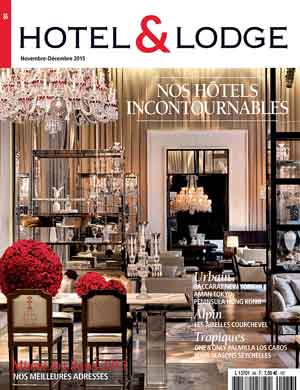 HOTEL & LODGE
Novembre-Décembre 2015
NOS HÔTELS
INCONTOURNABLES
Urbain
BACCARAT NEW YORK
AMAN TOKYO
PENINSULA HONG KONG
Alpin
LES AIRELLES COURCHEVEL
Tropiques
ONE & ONLY PALMILLA LOS CABOS
FOUR SEASONS SEYCHELLES
NOS MEILLEURES ADRESSES